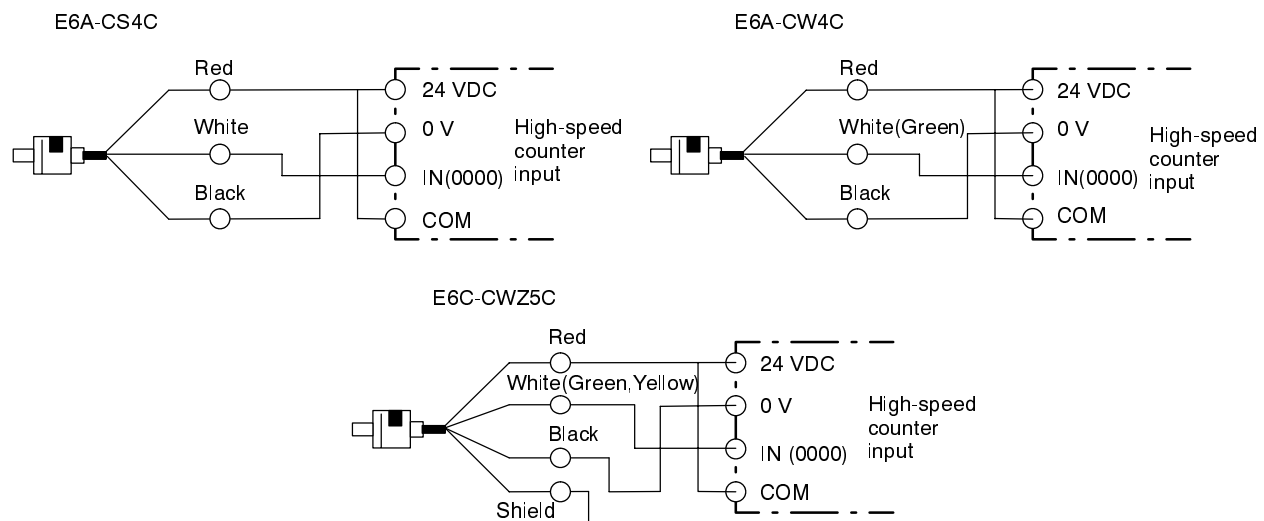 E6A-CS4C
Red
24 VDC
White
0 V
High-speed
counter
input
IN(0000)
Black
COM
E6A-CW4C
Red
24 VDC
White(Green)
0 V
High-speed
counter
input
IN(0000)
Black
COM
E6C-CWZ5C
Red
24 VDC
White(Green,Yellow)
0 V
High-speed
counter
input
Black
IN (0000)
COM
Shield